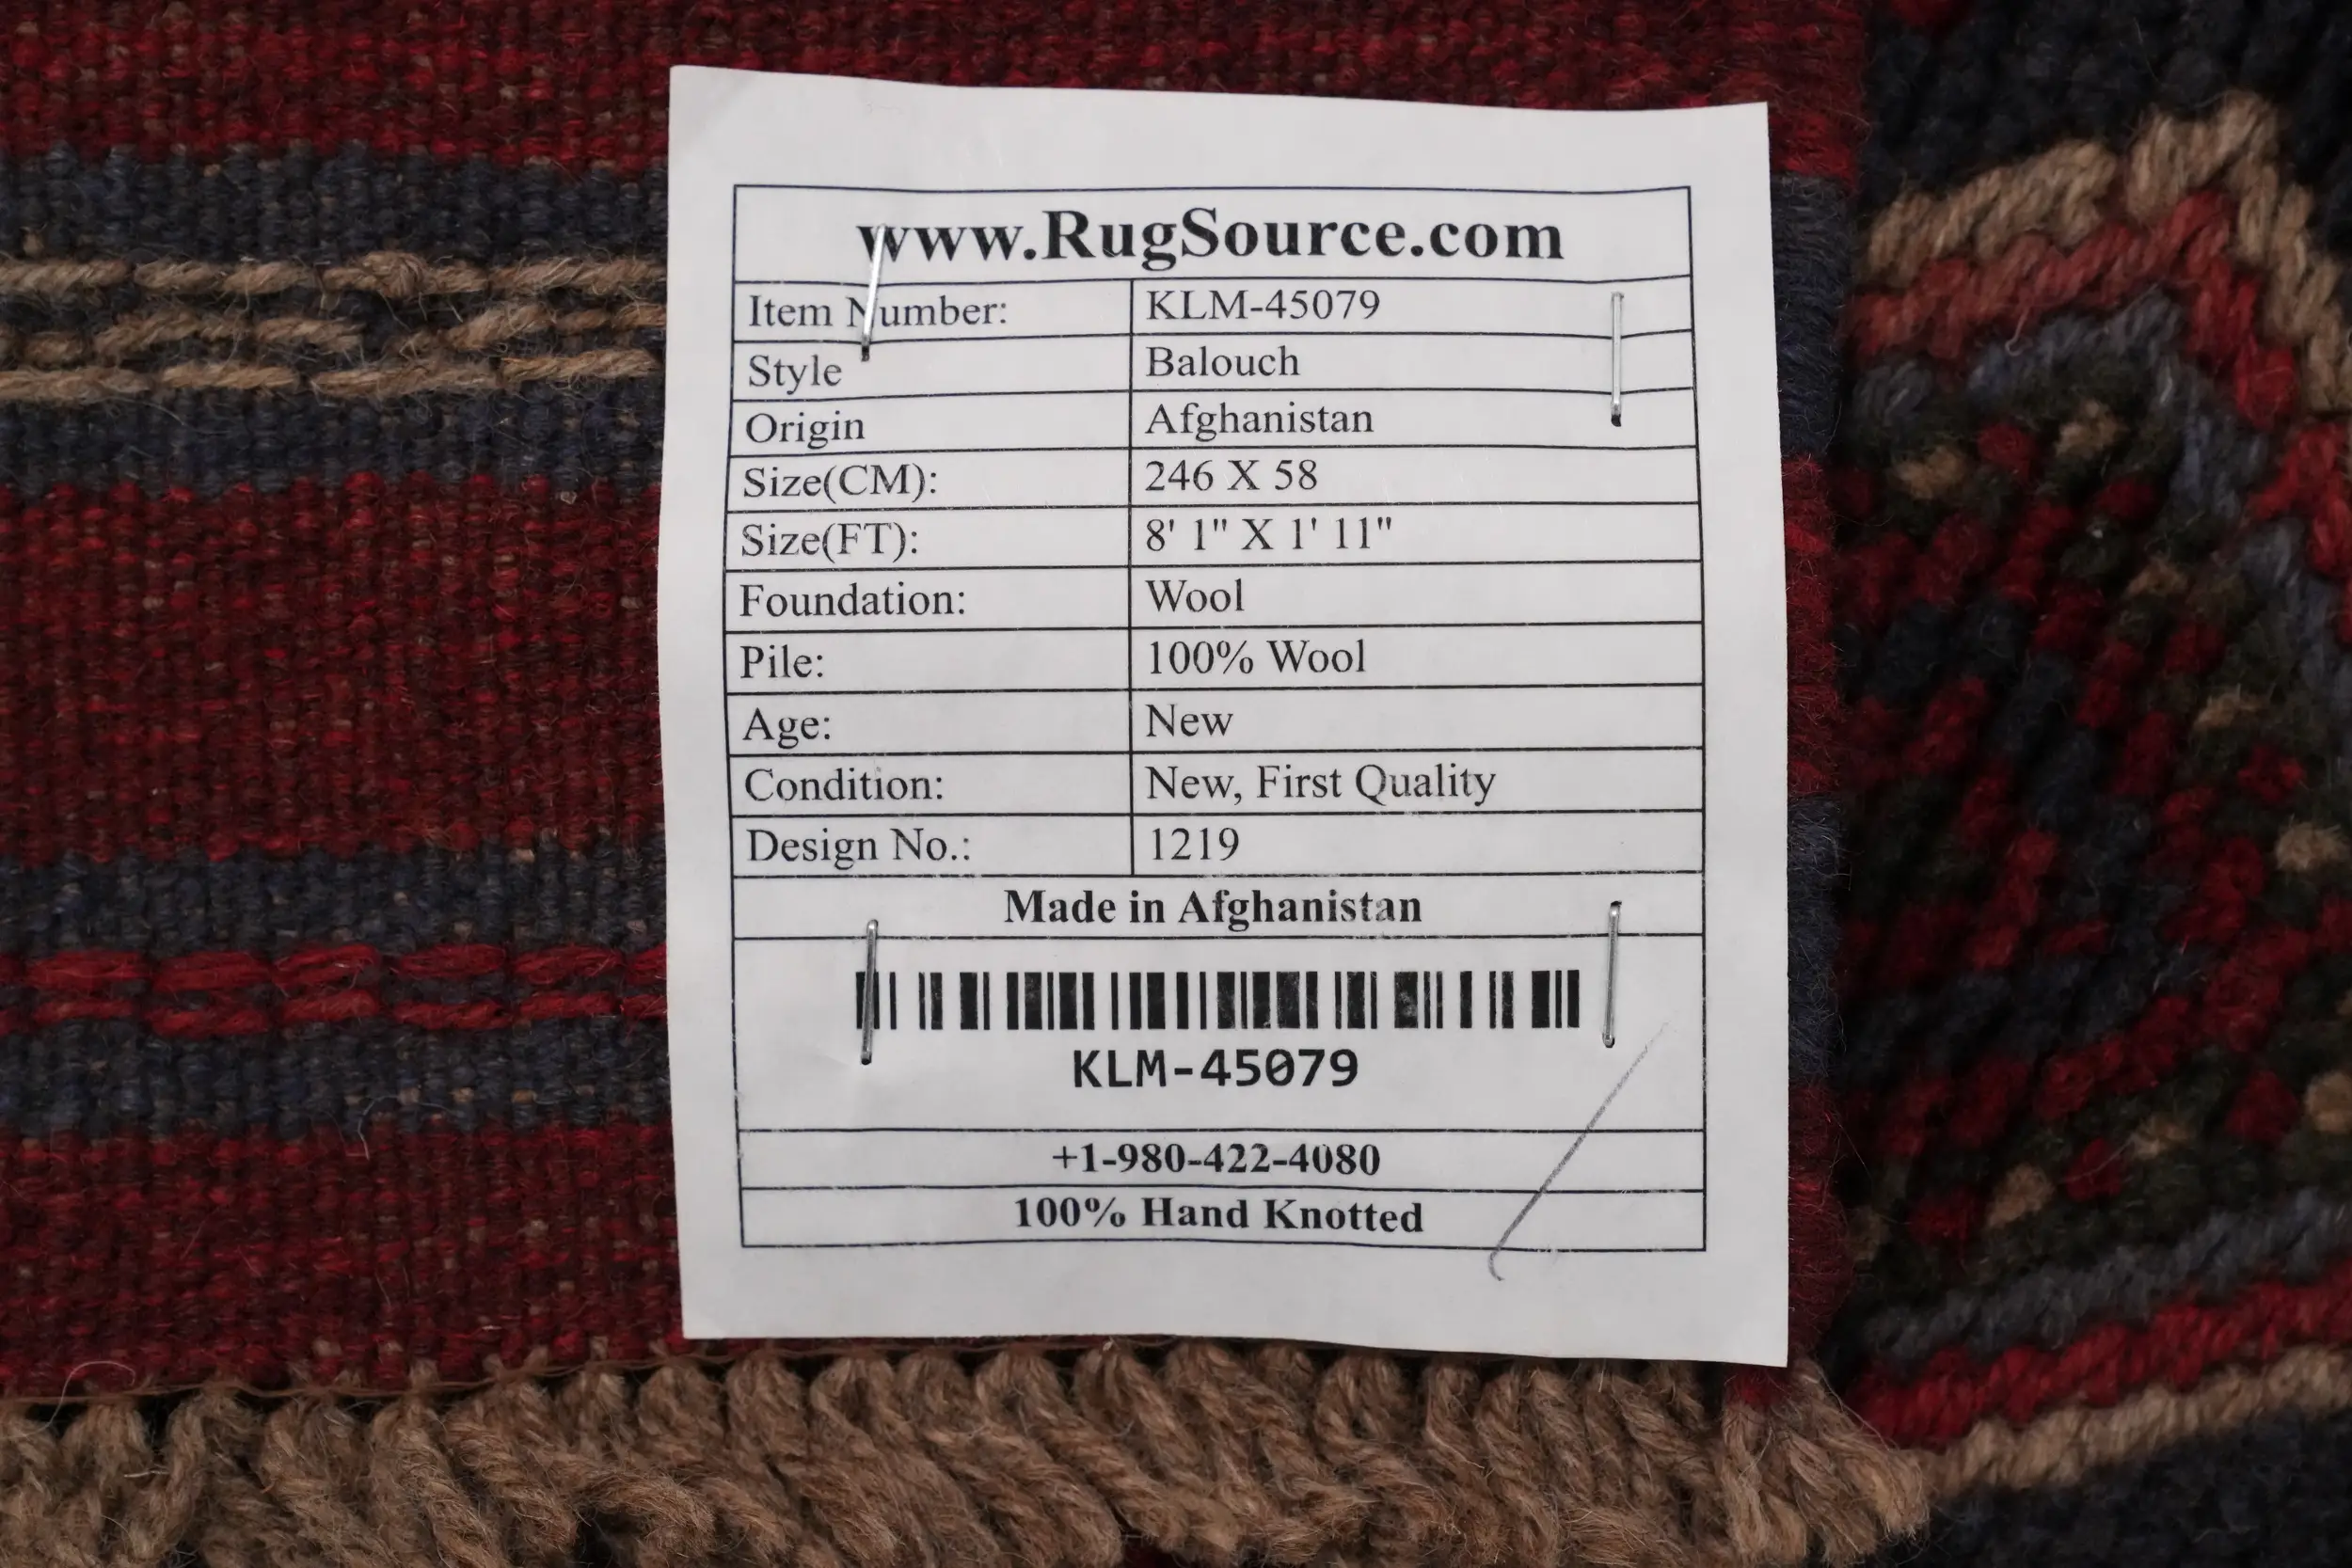 www.RugSource.com
Item Number: KLM-45079
Style Balouch
Origin Afghanistan
Size(CM): 246 X 58
Size(FT): 8' 1" X 1' 11"
Foundation: Wool
Pile: 100% Wool
Age: New
Condition: New, First Quality
Design No.: 1219
Made in Afghanistan
KLM-45079
+1-980-422-4080
100% Hand Knotted